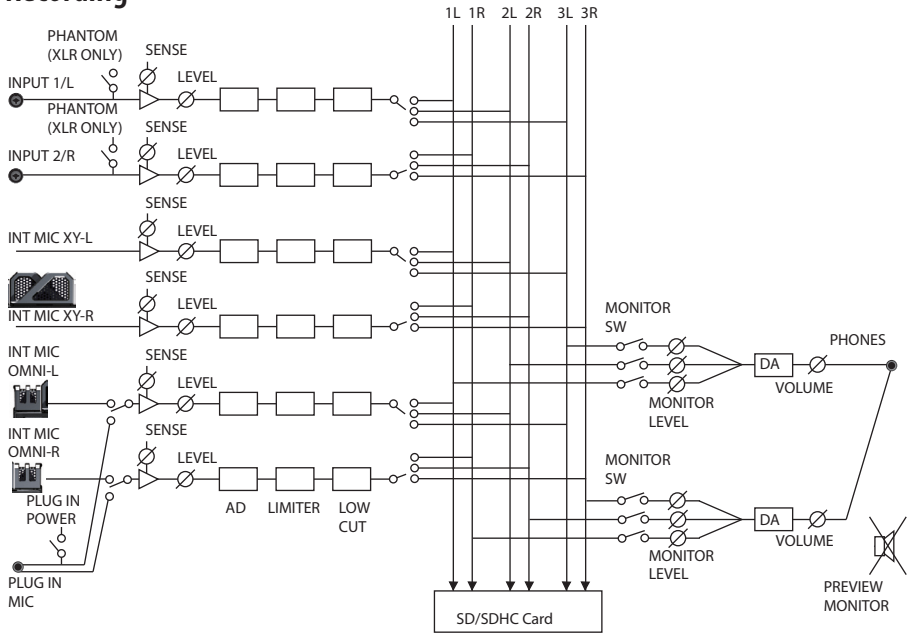 Recording
1L 1R 2L 2R 3L 3R
PHANTOM
(XLR ONLY)
SENSE
LEVEL
INPUT 1/L
PHANTOM
(XLR ONLY)
SENSE
LEVEL
INPUT 2/R
SENSE
LEVEL
INT MIC XY-L
SENSE
LEVEL
INT MIC XY-R
INT MIC
OMNI-L
SENSE
LEVEL
INT MIC
OMNI-R
SENSE
LEVEL
AD
LIMITER
LOW
CUT
PLUG IN
POWER
PLUG IN
MIC
MONITOR
SW
MONITOR
LEVEL
DA
VOLUME
PHONES
MONITOR
SW
MONITOR
LEVEL
DA
VOLUME
PREVIEW
MONITOR
SD/SDHC Card